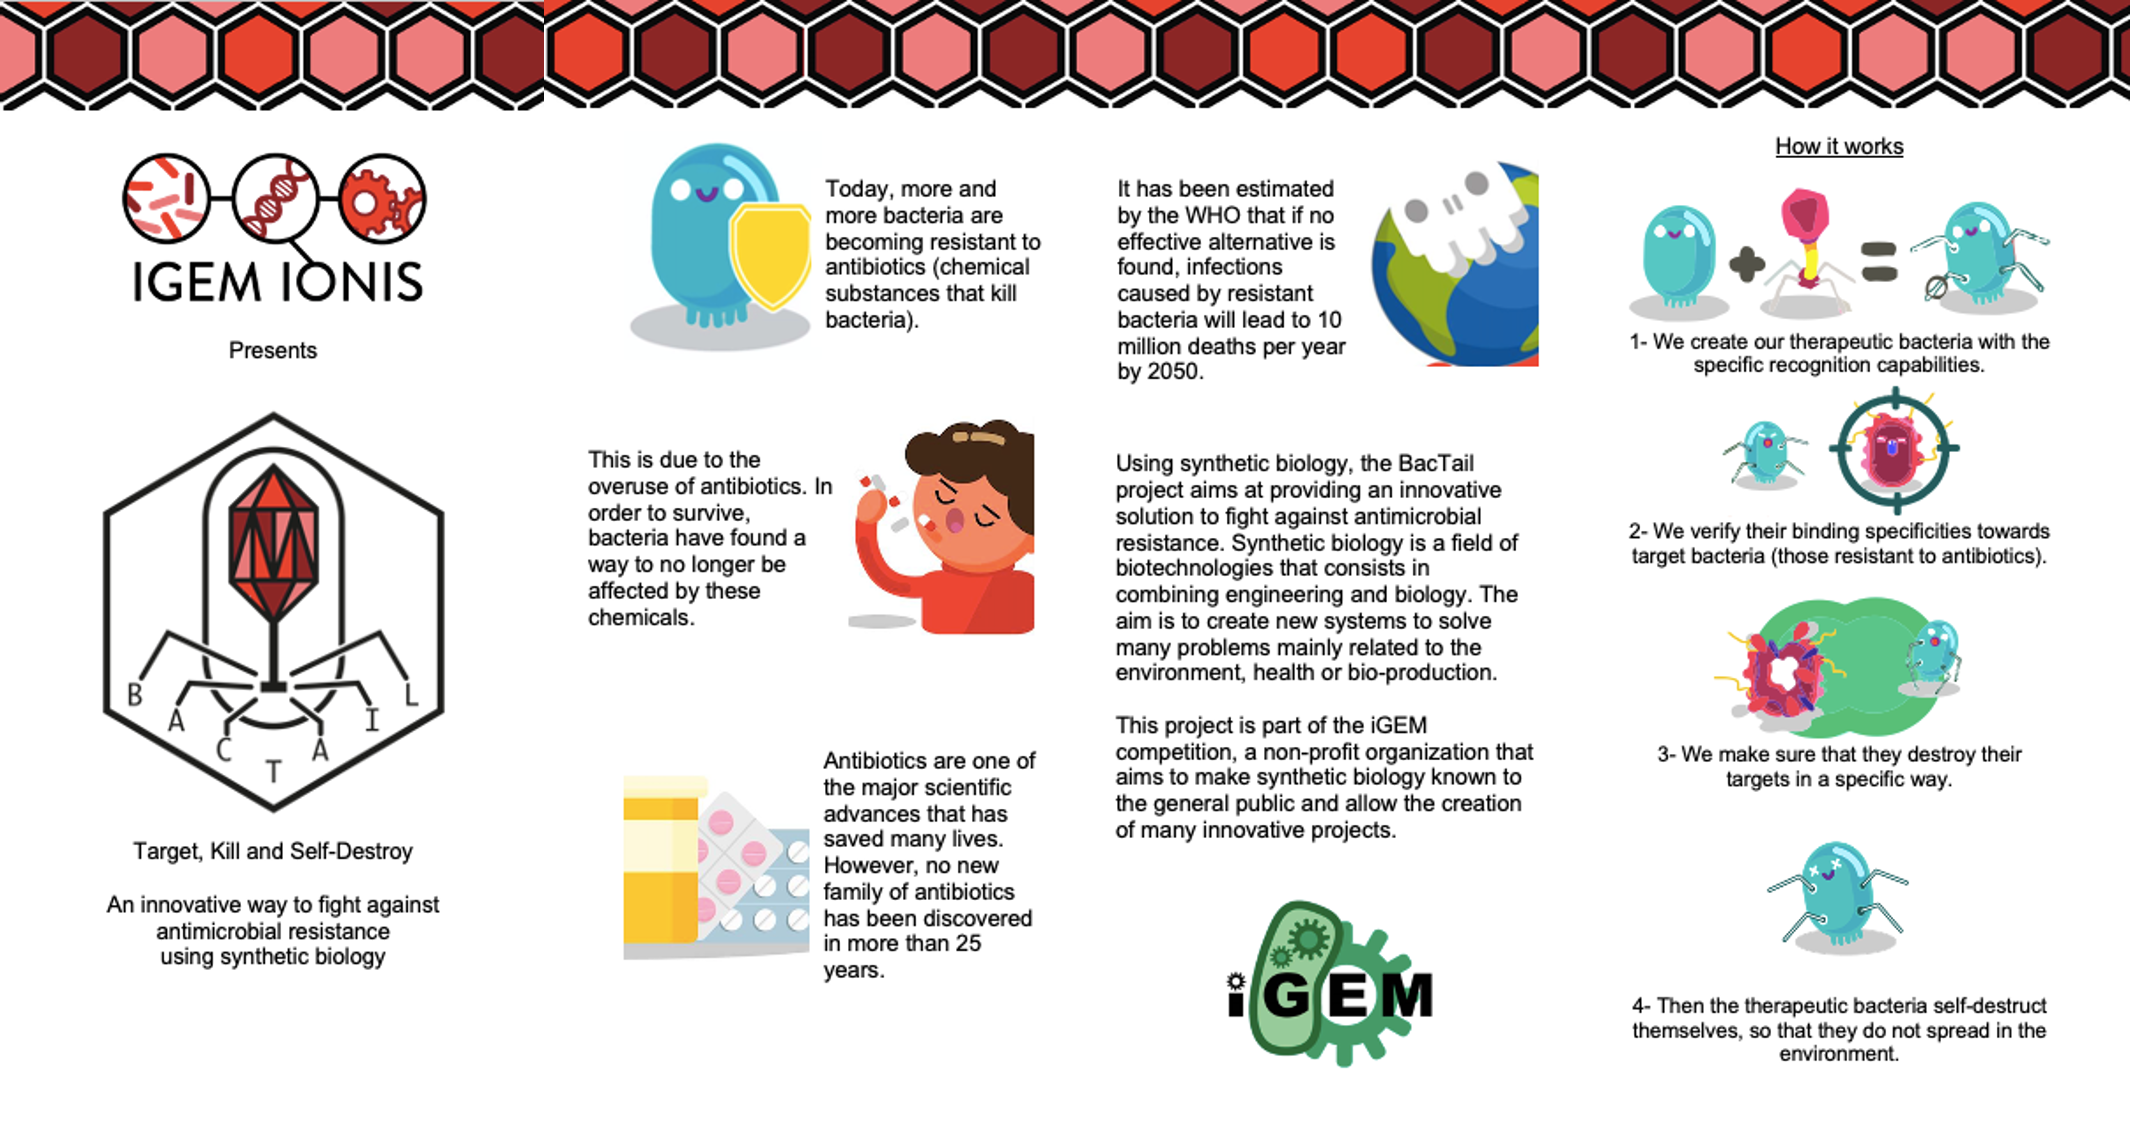 IGEM IONIS
Presents
B
A
C
T
A
I
L
Target, Kill and Self-Destroy
An innovative way to fight against
antimicrobial resistance
using synthetic biology
Today, more and
more bacteria are
becoming resistant to
antibiotics (chemical
substances that kill
bacteria).
This is due to the
overuse of antibiotics. In
order to survive,
bacteria have found a
way to no longer be
affected by these
chemicals.
Antibiotics are one of
the major scientific
advances that has
saved many lives.
However, no new
family of antibiotics
has been discovered
in more than 25
years.
It has been estimated
by the WHO that if no
effective alternative is
found, infections
caused by resistant
bacteria will lead to 10
million deaths per year
by 2050.
Using synthetic biology, the BacTail
project aims at providing an innovative
solution to fight against antimicrobial
resistance. Synthetic biology is a field of
biotechnologies that consists in
combining engineering and biology. The
aim is to create new systems to solve
many problems mainly related to the
environment, health or bio-production.
This project is part of the iGEM
competition, a non-profit organization that
aims to make synthetic biology known to
the general public and allow the creation
of many innovative projects.
iGEM
How it works
1- We create our therapeutic bacteria with the
specific recognition capabilities.
2- We verify their binding specificities towards
target bacteria (those resistant to antibiotics).
3- We make sure that they destroy their
targets in a specific way.
4- Then the therapeutic bacteria self-destruct
themselves, so that they do not spread in the
environment.